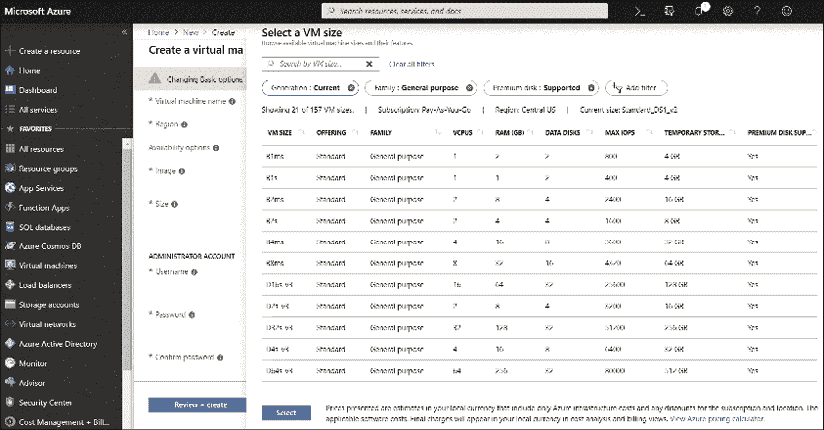 Microsoft Azure
Search resources, services, and docs
Create a resource
Home
Dashboard
All services
FAVORITES
All resources
Resource groups
App Services
Function Apps
SQL databases
Azure Cosmos DB
Virtual machines
Load balancers
Storage accounts
Virtual networks
Azure Active Directory
Monitor
Advisor
Security Center
Cost Management + Bill...
Home > New > Create
Create a virtual ma
Changing Basic options
* Virtual machine name
* Region
Availability options
* Image
* Size
ADMINISTRATOR ACCOUNT
* Username
* Password
* Confirm password
Review + create
Select a VM size
Browse available virtual machine sizes and their features
Search by VM size...
Clear all filters
Generation : Current
Family : General purpose
Premium disk : Supported
Add filter
Showing 21 of 157 VM sizes. | Subscription: Pay-As-You-Go | Region: Central US | Current size: Standard_DS1_v2
VM SIZE OFFERING FAMILY VCPUS RAM (GB) DATA DISKS MAX IOPS TEMPORARY STOR... PREMIUM DISK SUP...
B1ms Standard General purpose 1 2 2 800 4 GB Yes
B1s Standard General purpose 1 1 2 400 4 GB Yes
B2ms Standard General purpose 2 8 4 2400 16 GB Yes
B2s Standard General purpose 2 4 4 1600 8 GB Yes
B4ms Standard General purpose 4 16 32 GB Yes
B8ms Standard General purpose 8 32 16 4320 64 GB Yes
D16s v3 Standard General purpose 16 64 32 25600 128 GB Yes
D2s v3 Standard General purpose 2 8 4 3200 16 GB Yes
D32s v3 Standard General purpose 32 128 32 51200 256 GB Yes
D4s v3 Standard General purpose 4 16 8 6400 32 GB Yes
D64s v3 Standard General purpose 64 256 32 80000 512 GB Yes
Select
Prices presented are estimates in your local currency that include only Azure infrastructure costs and any discounts for the subscription and location. The
applicable software costs. Final charges will appear in your local currency in cost analysis and billing views. View Azure pricing calculator.